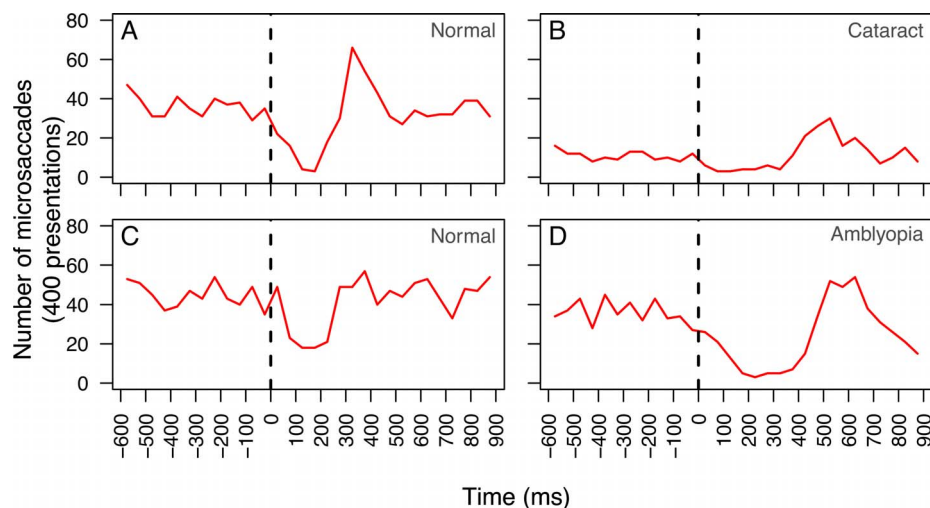 Number of microsaccades
(400 presentations)
A
Normal
80
60
40
20
0
−600 −500 −400 −300 −200 −100 0 100 200 300 400 500 600 700 800 900
B
Cataract
C
Normal
80
60
40
20
0
−600 −500 −400 −300 −200 −100 0 100 200 300 400 500 600 700 800 900
D
Amblyopia
Time (ms)